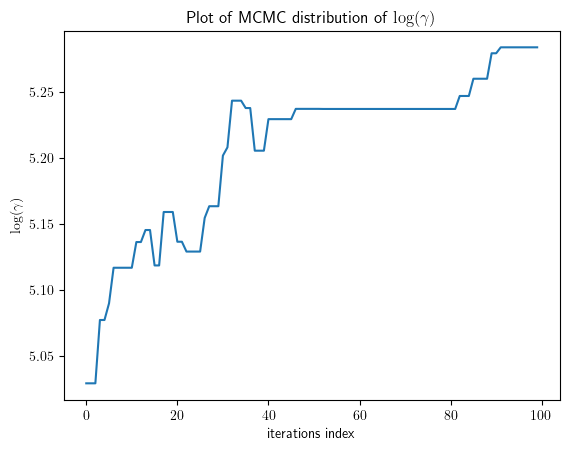 Plot of MCMC distribution of log(γ)
5.25
5.20
5.15
5.10
5.05
log(γ)
0 20 40 60 80 100
iterations index